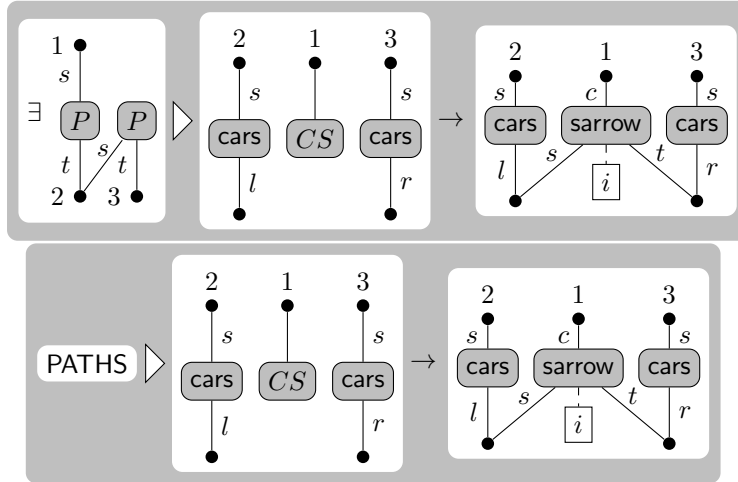 1 2 1 3 2 1 3
s s s s c s
∃ P P cars CS cars → cars sarrow cars
t s t l r l s i t r
2 3
2 1 3 2 1 3
s s s c s
PATHS cars CS cars → cars sarrow cars
l r l s i t r